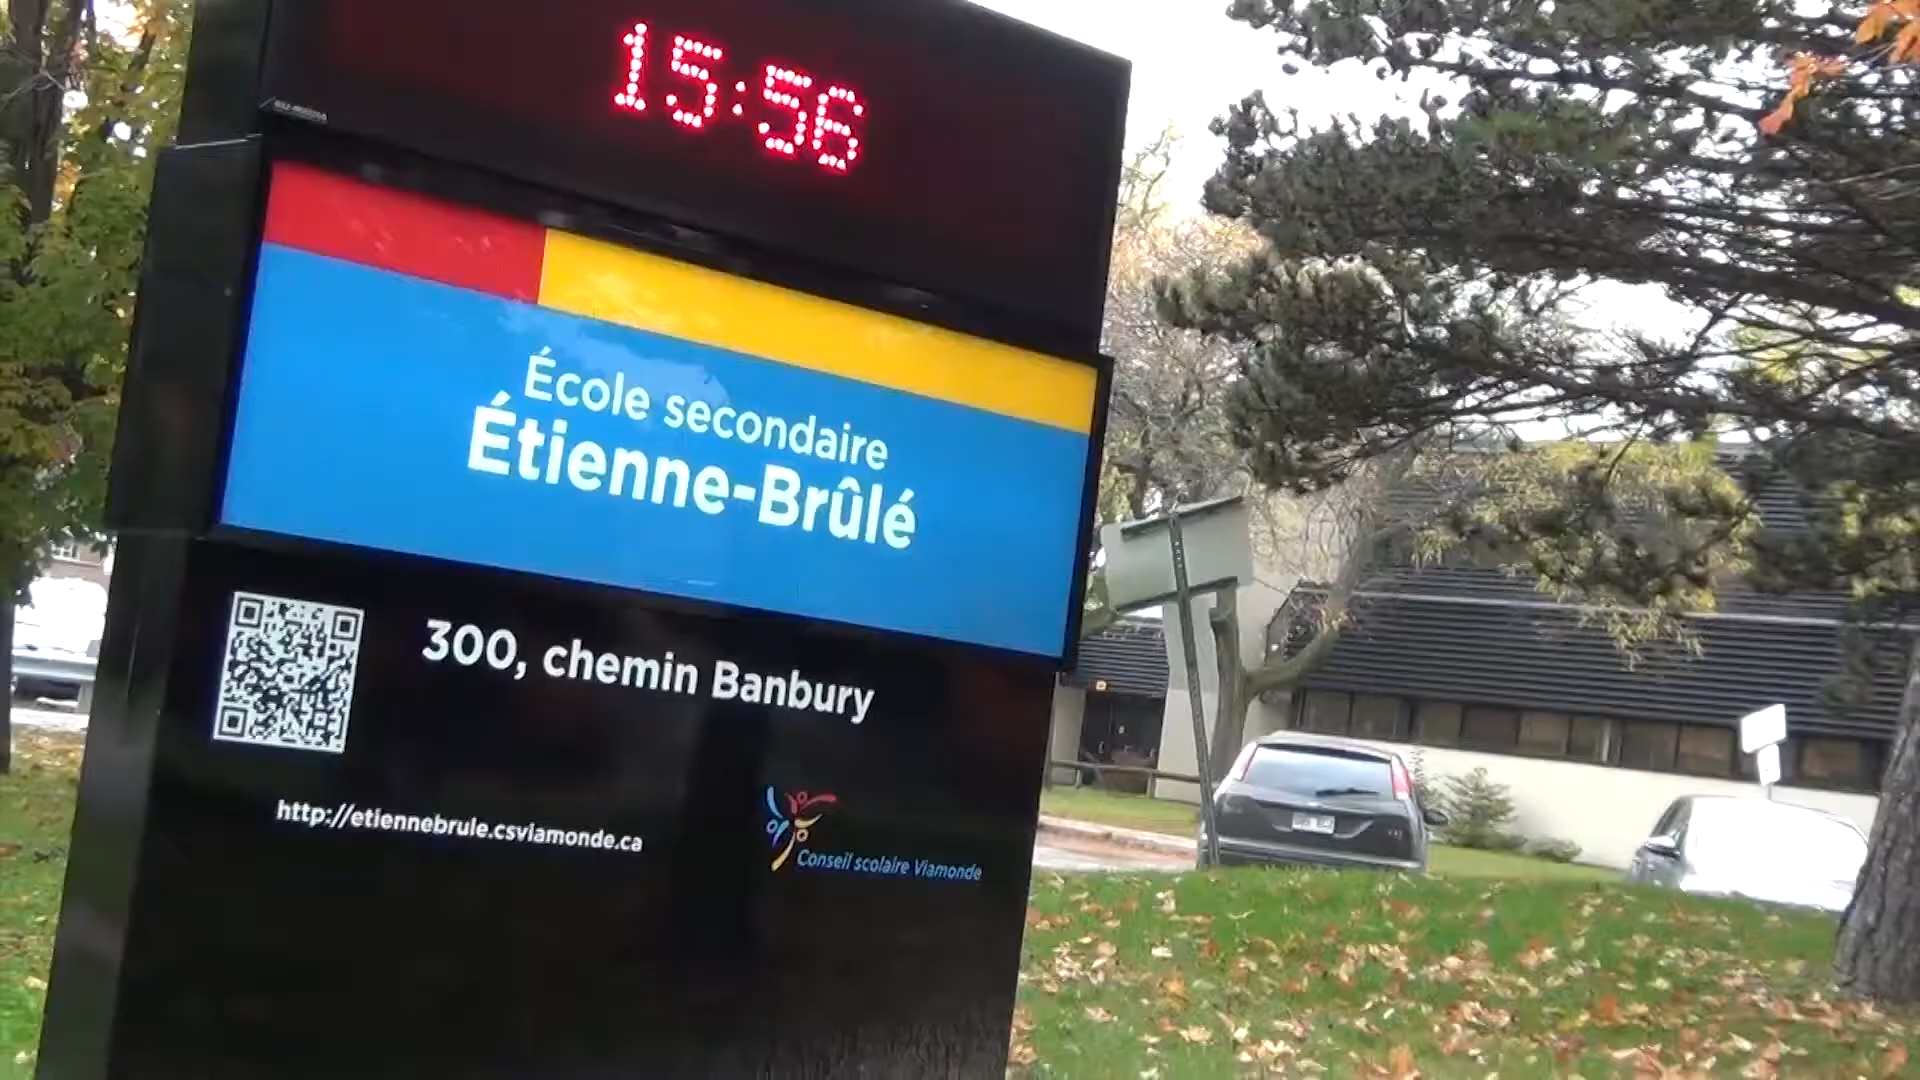 15:56
École secondaire
Étienne-Brûlé
300, chemin Banbury
http://etiennebrule.csviamonde.ca
Conseil scolaire Viamonde